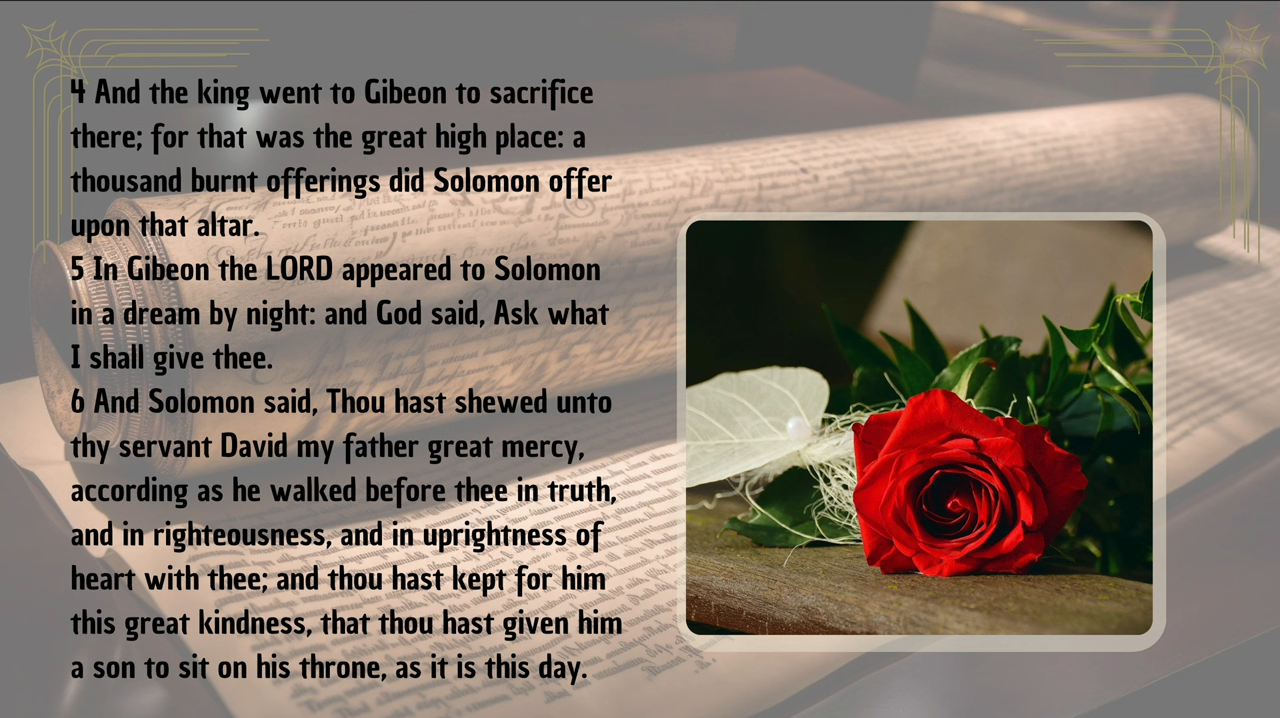 4 And the king went to Gibeon to sacrifice
there; for that was the great high place: a
thousand burnt offerings did Solomon offer
upon that altar.
5 In Gibeon the LORD appeared to Solomon
in a dream by night: and God said, Ask what
I shall give thee.
6 And Solomon said, Thou hast shewed unto
thy servant David my father great mercy,
according as he walked before thee in truth,
and in righteousness, and in uprightness of
heart with thee; and thou hast kept for him
this great kindness, that thou hast given him
a son to sit on his throne, as it is this day.